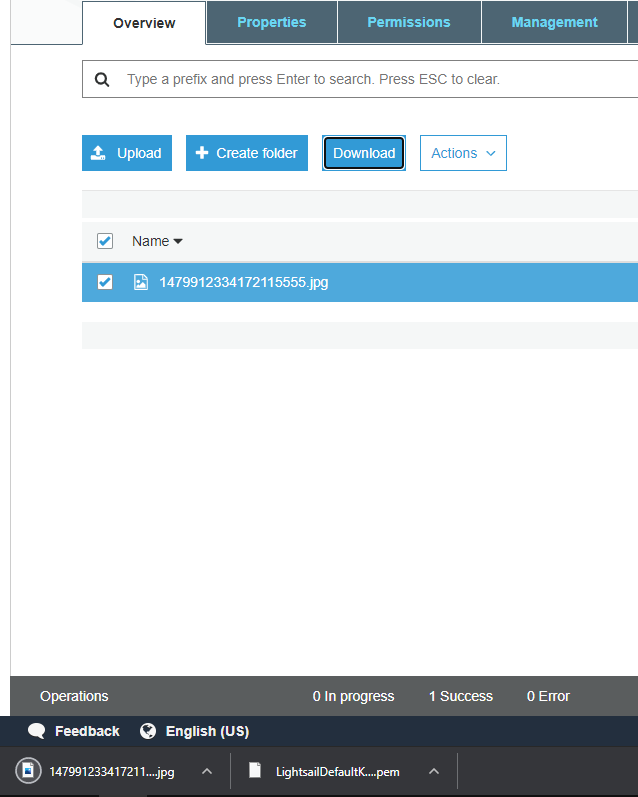 Overview Properties Permissions Management
Type a prefix and press Enter to search. Press ESC to clear.
Upload Create folder Download Actions
Name
1479912334172115555.jpg
Operations 0 In progress 1 Success 0 Error
Feedback English (US)
147991233417211....jpg LightsailDefaultK....pem